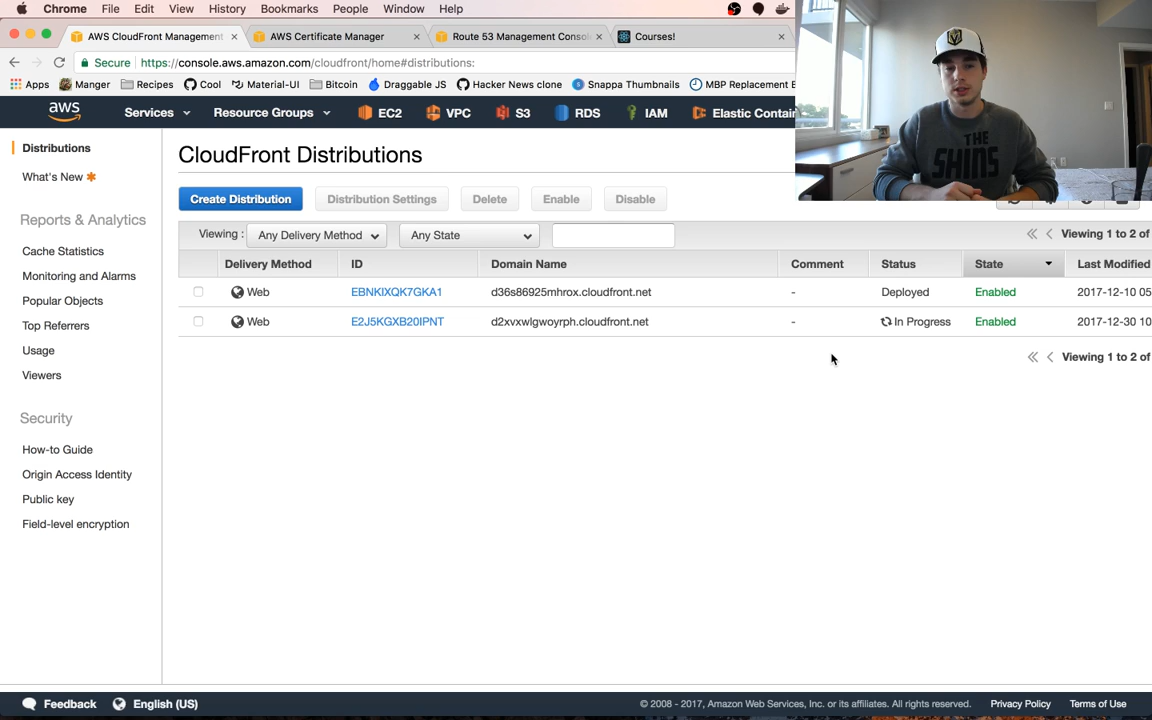 Chrome File Edit View History Bookmarks People Window Help
AWS CloudFront Management × AWS Certificate Manager × Route 53 Management Consol × Courses! ×
Secure https://console.aws.amazon.com/cloudfront/home#distributions:
Apps Manger Recipes Cool Material-UI Bitcoin Draggable JS Hacker News clone Snappa Thumbnails MBP Replacement
aws Services Resource Groups EC2 VPC S3 RDS IAM Elastic Contain
THE
SHINS
Distributions
What's New
Reports & Analytics
Cache Statistics
Monitoring and Alarms
Popular Objects
Top Referrers
Usage
Viewers
Security
How-to Guide
Origin Access Identity
Public key
Field-level encryption
CloudFront Distributions
Create Distribution Distribution Settings Delete Enable Disable
Viewing : Any Delivery Method Any State Viewing 1 to 2 of
Delivery Method ID Domain Name Comment Status State Last Modified
Web EBNKIXQK7GKA1 d36s86925mhrox.cloudfront.net - Deployed Enabled 2017-12-10 05
Web E2J5KGXB20IPNT d2xvxwlgwoyrph.cloudfront.net - In Progress Enabled 2017-12-30 10
Viewing 1 to 2 of
Feedback English (US) © 2008 - 2017, Amazon Web Services, Inc. or its affiliates. All rights reserved. Privacy Policy Terms of Use